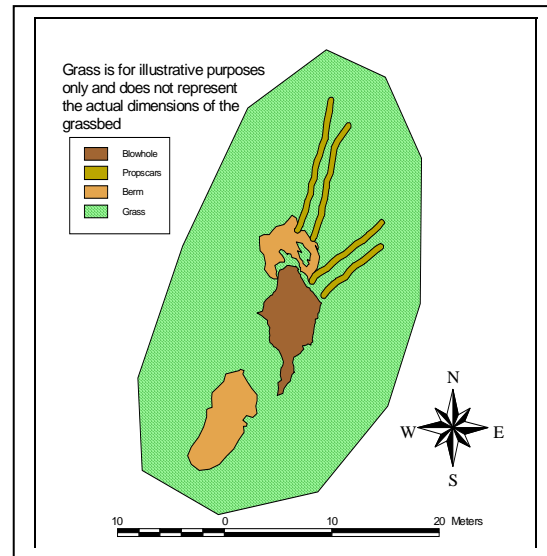 Grass is for illustrative purposes
only and does not represent
the actual dimensions of the
grassbed
Blowhole
Propscars
Berm
Grass
N
W E
S
10 0 10 20 Meters